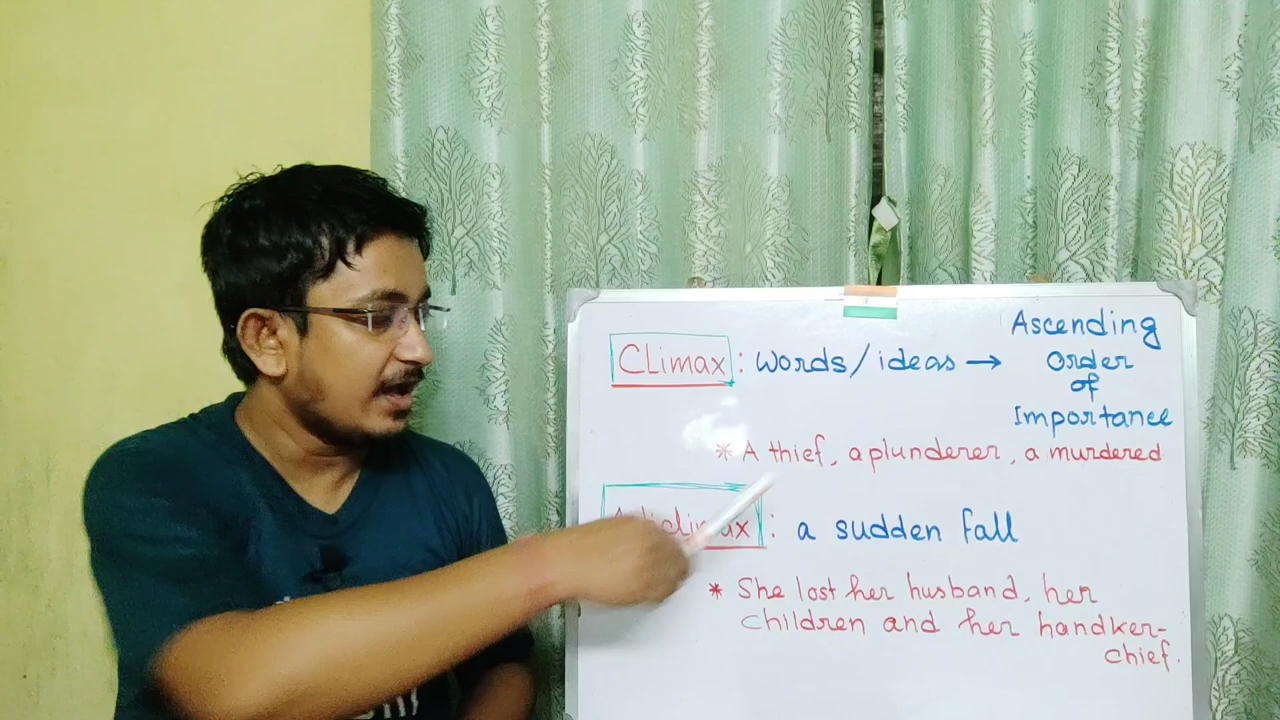 Climax : words/ideas → Ascending
Order
of
Importance
* A thief, a plunderer, a murdered
: a sudden fall
* She lost her husband, her
children and her handker-
chief.